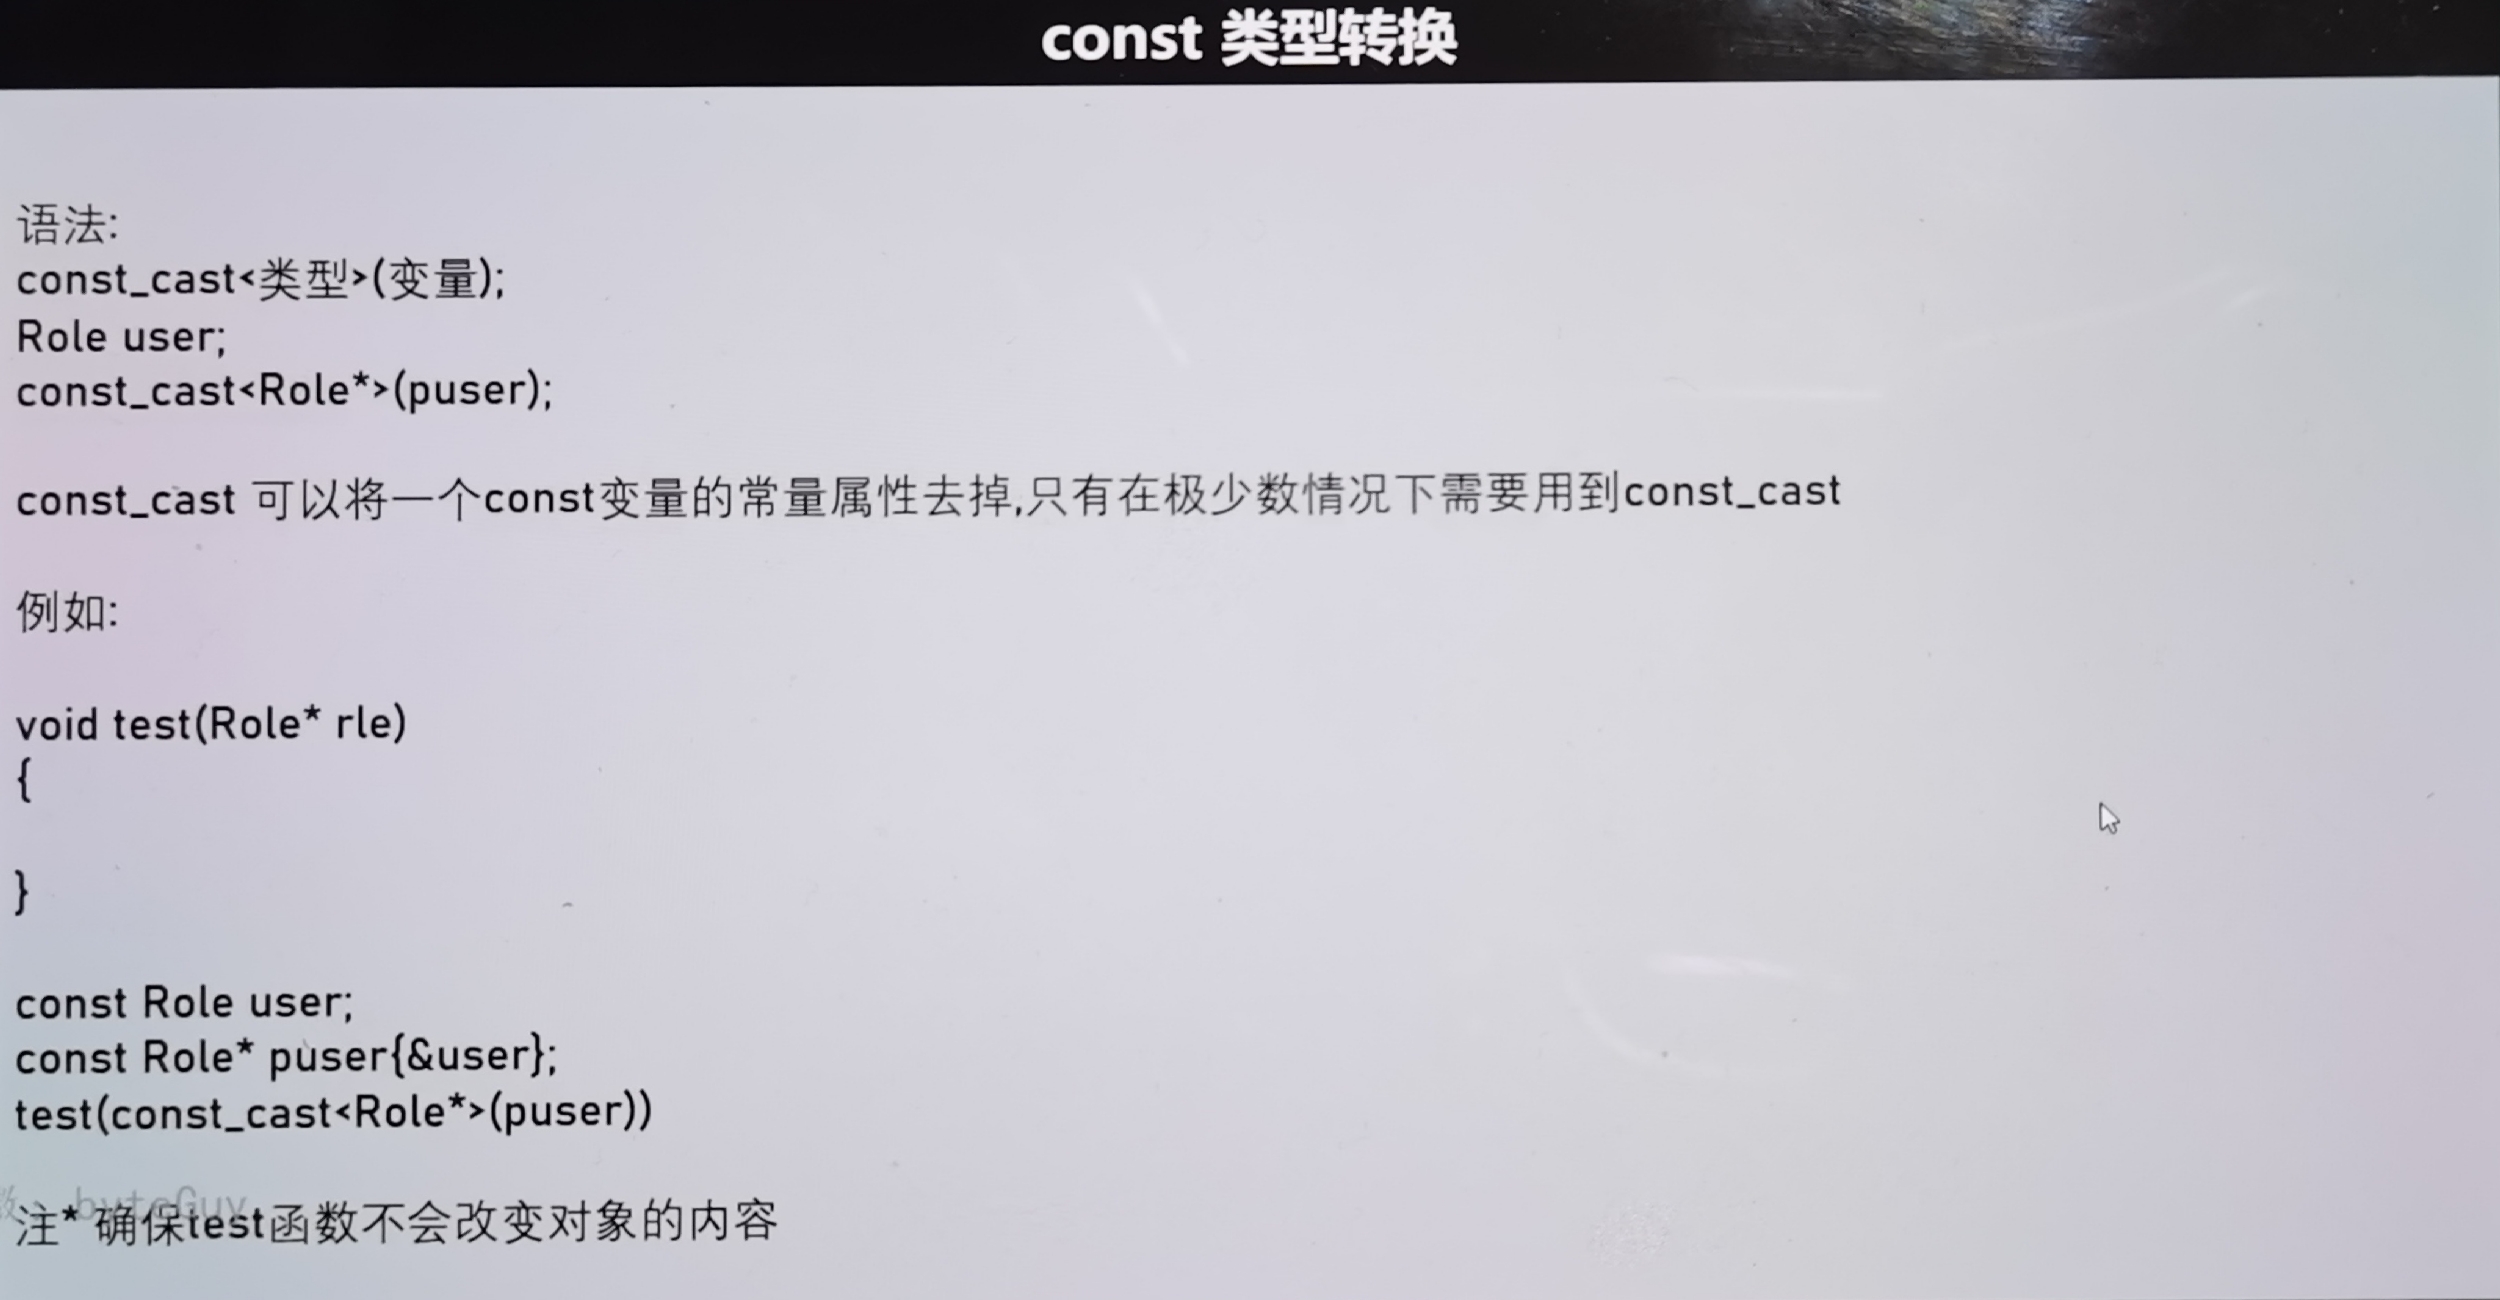 const 类型转换
语法:
const_cast<类型>(变量);
Role user;
const_cast<Role*>(puser);
const_cast 可以将一个const变量的常量属性去掉,只有在极少数情况下需要用到const_cast
例如:
void test(Role* rle)
{
}
const Role user;
const Role* puser{&user};
test(const_cast<Role*>(puser))
byteGuy
注* 确保test函数不会改变对象的内容